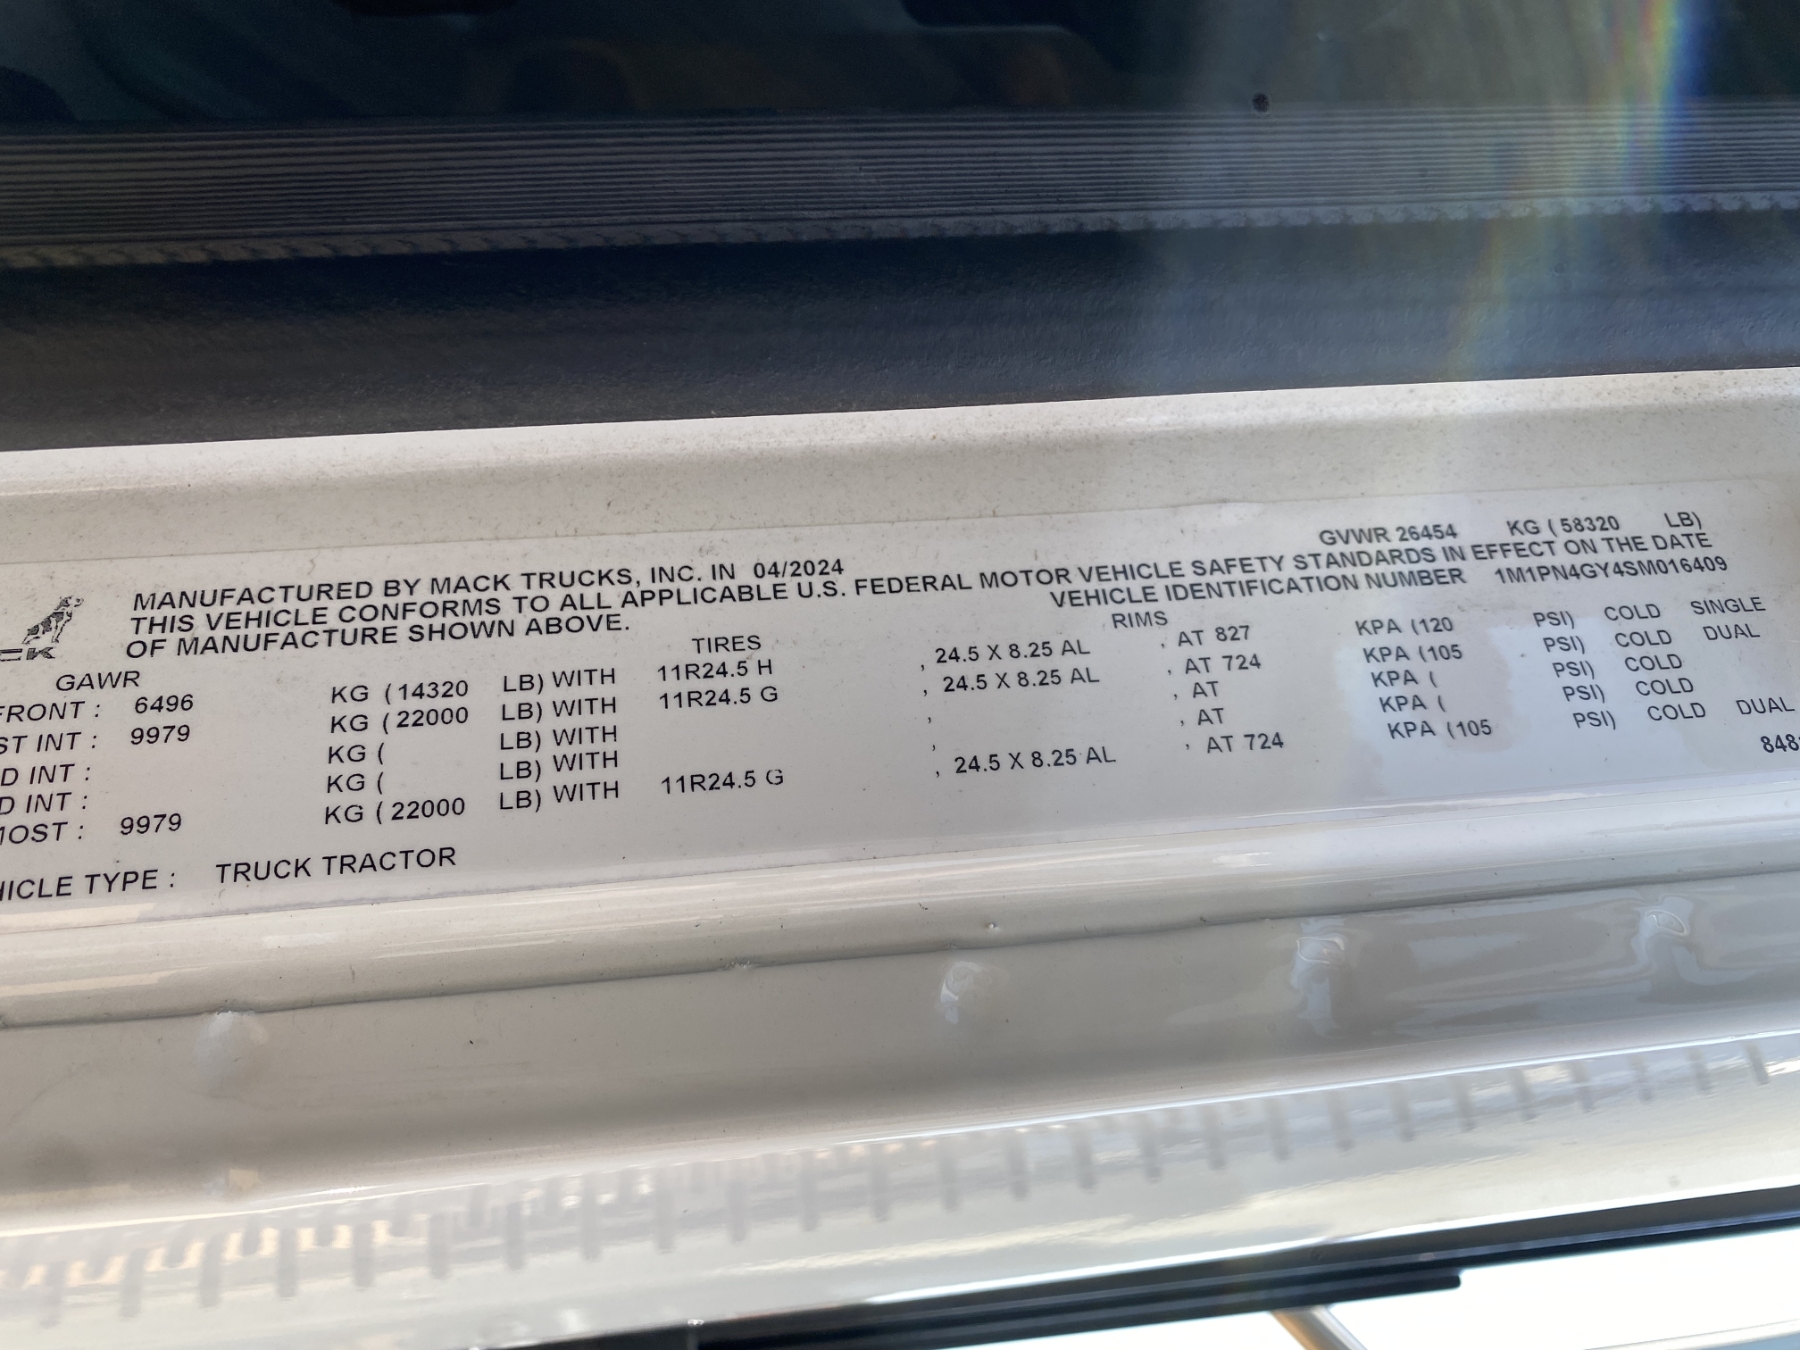 MANUFACTURED BY MACK TRUCKS, INC. IN 04/2024 GVWR 26454 KG ( 58320 LB)
THIS VEHICLE CONFORMS TO ALL APPLICABLE U.S. FEDERAL MOTOR VEHICLE SAFETY STANDARDS IN EFFECT ON THE DATE
OF MANUFACTURE SHOWN ABOVE. VEHICLE IDENTIFICATION NUMBER 1M1PN4GY4SM016409
CK
GAWR TIRES RIMS
FRONT : 6496 KG ( 14320 LB) WITH 11R24.5 H , 24.5 X 8.25 AL , AT 827 KPA (120 PSI) COLD SINGLE
ST INT : 9979 KG ( 22000 LB) WITH 11R24.5 G , 24.5 X 8.25 AL , AT 724 KPA (105 PSI) COLD DUAL
D INT : KG ( LB) WITH , , AT KPA ( PSI) COLD
D INT : KG ( LB) WITH , , AT KPA ( PSI) COLD
MOST : 9979 KG ( 22000 LB) WITH 11R24.5 G , 24.5 X 8.25 AL , AT 724 KPA (105 PSI) COLD DUAL
HICLE TYPE : TRUCK TRACTOR 848